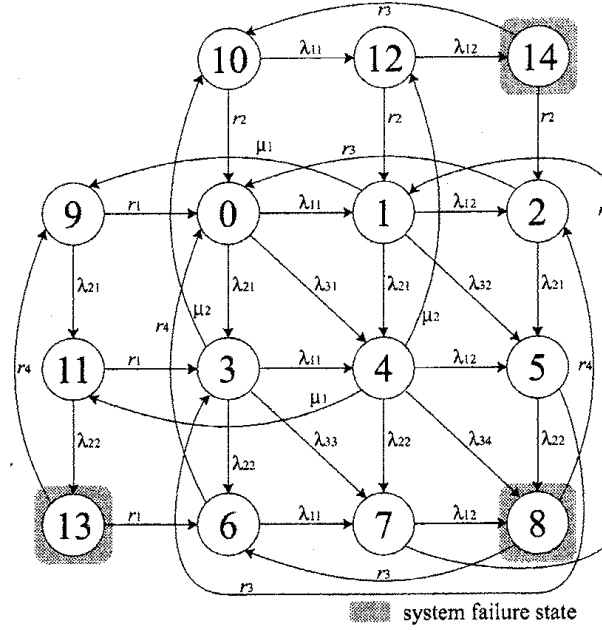 r3
10 λ11 12 λ12 14
r2 r2 r2
μ1 r3
9 r1 0 λ11 1 λ12 2 r
λ21 λ21 λ31 λ21 λ32 λ21
r4 μ2 μ2
r4 r4
11 r1 3 λ11 4 λ12 5
μ1
λ22 λ22 λ33 λ22 λ34 λ22
13 r1 6 λ11 7 λ12 8
r3
r3
system failure state